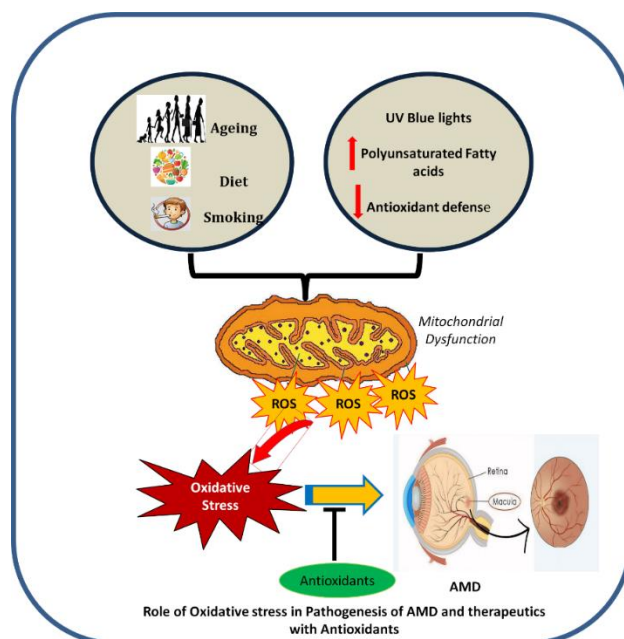 Ageing
Diet
Smoking
UV Blue lights
Polyunsaturated Fatty
acids
Antioxidant defense
Mitochondrial
Dysfunction
ROS
ROS
ROS
Oxidative
Stress
Retina
Macula
Antioxidants
AMD
Role of Oxidative stress in Pathogenesis of AMD and therapeutics
with Antioxidants